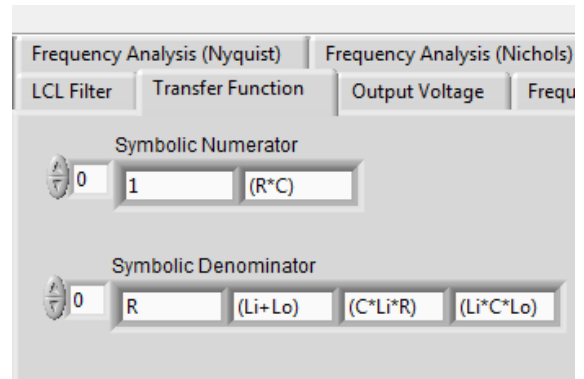 Frequency Analysis (Nyquist) Frequency Analysis (Nichols)
LCL Filter Transfer Function Output Voltage Frequ
Symbolic Numerator
0 1 (R*C)
Symbolic Denominator
0 R (Li+Lo) (C*Li*R) (Li*C*Lo)